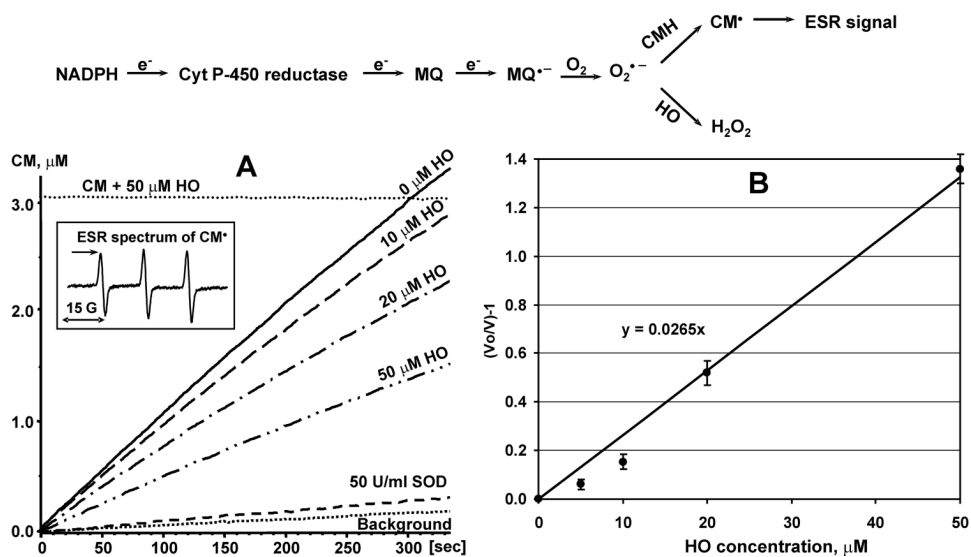 CMH
CM• ESR signal
NADPH e- Cyt P-450 reductase e- MQ e- MQ•− O2 O2•−
HO
H2O2
A
CM, μM
CM + 50 μM HO
ESR spectrum of CM•
15 G
0 μM HO
10 μM HO
20 μM HO
50 μM HO
50 U/ml SOD
Background
3.0
2.0
1.0
0.0
0 50 100 150 200 250 300 [sec]
B
(Vo/V)-1
1.4
1.2
1.0
0.8
0.6
0.4
0.2
0.0
y = 0.0265x
0 10 20 30 40 50
HO concentration, μM